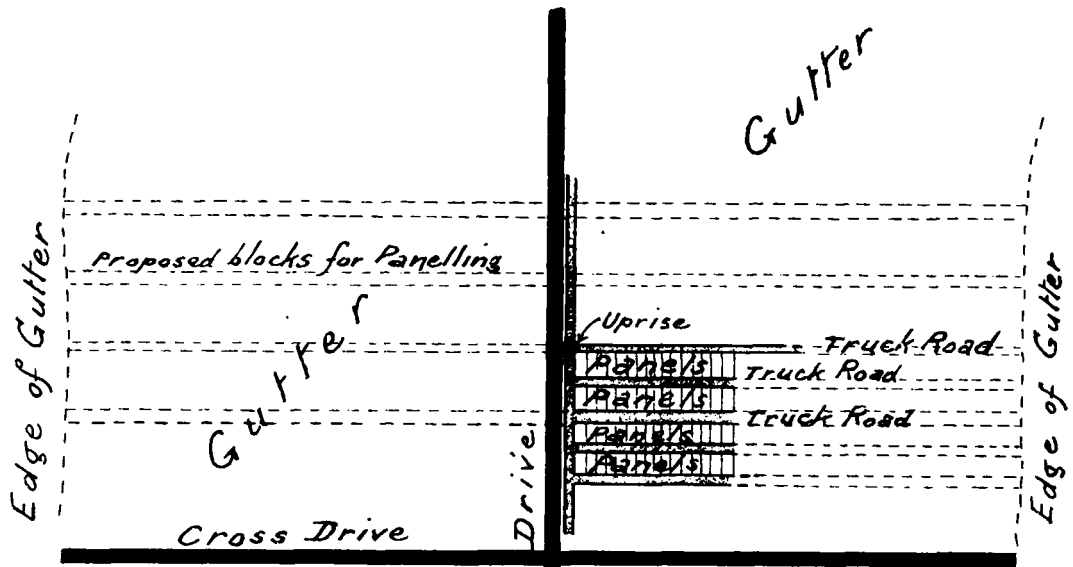 Gutter
Edge of Gutter
Proposed blocks for Panelling
Gutter
Uprise
Truck Road
Panels
Truck Road
Panels
Truck Road
Panels
Panels
Edge of Gutter
Drive
Cross Drive